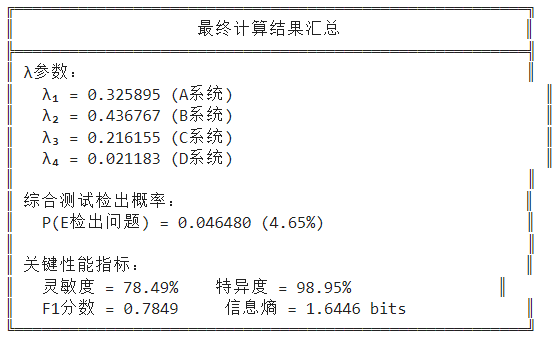 最终计算结果汇总
λ参数:
λ₁ = 0.325895 (A系统)
λ₂ = 0.436767 (B系统)
λ₃ = 0.216155 (C系统)
λ₄ = 0.021183 (D系统)
综合测试检出概率:
P(E检出问题) = 0.046480 (4.65%)
关键性能指标:
灵敏度 = 78.49% 特异度 = 98.95%
F1分数 = 0.7849 信息熵 = 1.6446 bits